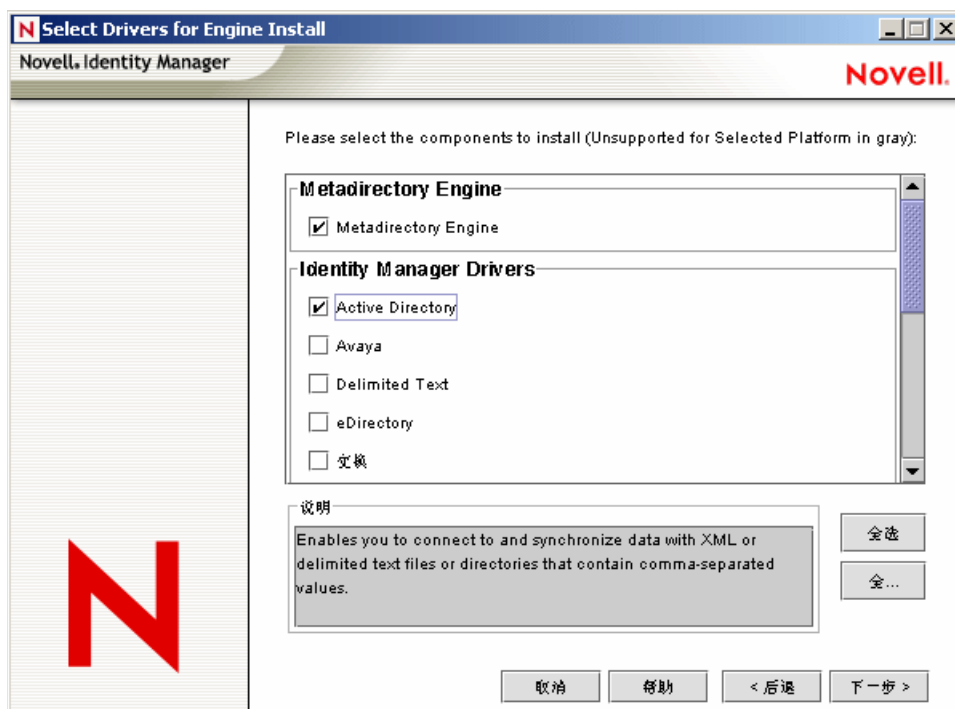 Select Drivers for Engine Install
Novell. Identity Manager
Novell.
Please select the components to install (Unsupported for Selected Platform in gray):
Metadirectory Engine
Metadirectory Engine
Identity Manager Drivers
Active Directory
Avaya
Delimited Text
eDirectory
交换
说明
Enables you to connect to and synchronize data with XML or
delimited text files or directories that contain comma-separated
values.
全选
全...
取消
帮助
< 后退
下一步 >